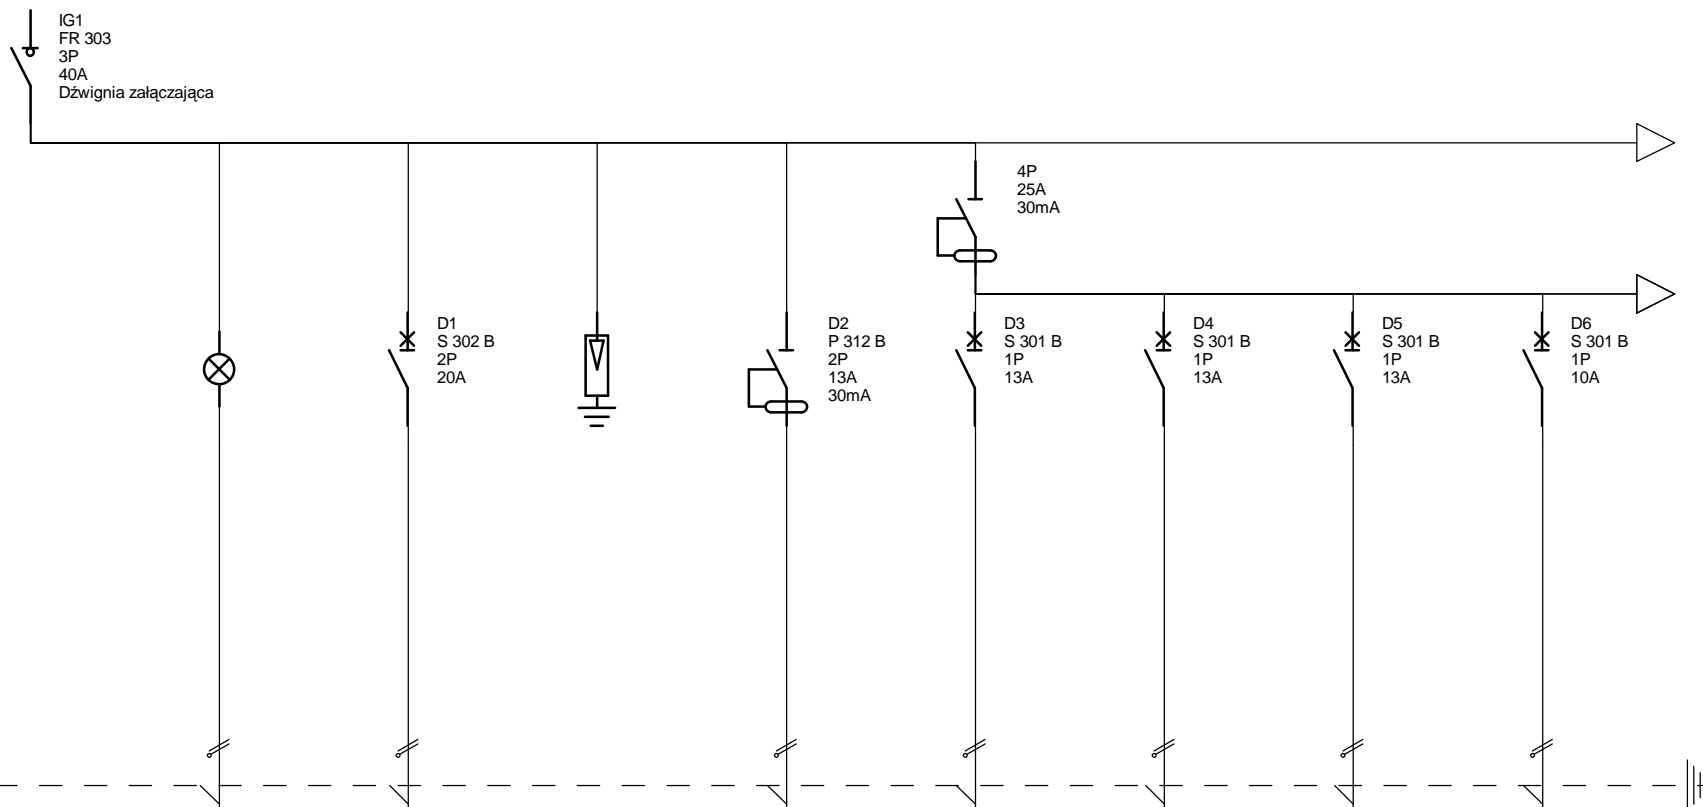 IG1
FR 303
3P
40A
Dźwignia załączająca
4P
25A
30mA
D1
S 302 B
2P
20A
D2
P 312 B
2P
13A
30mA
D3
S 301 B
1P
13A
D4
S 301 B
1P
13A
D5
S 301 B
1P
13A
D6
S 301 B
1P
10A